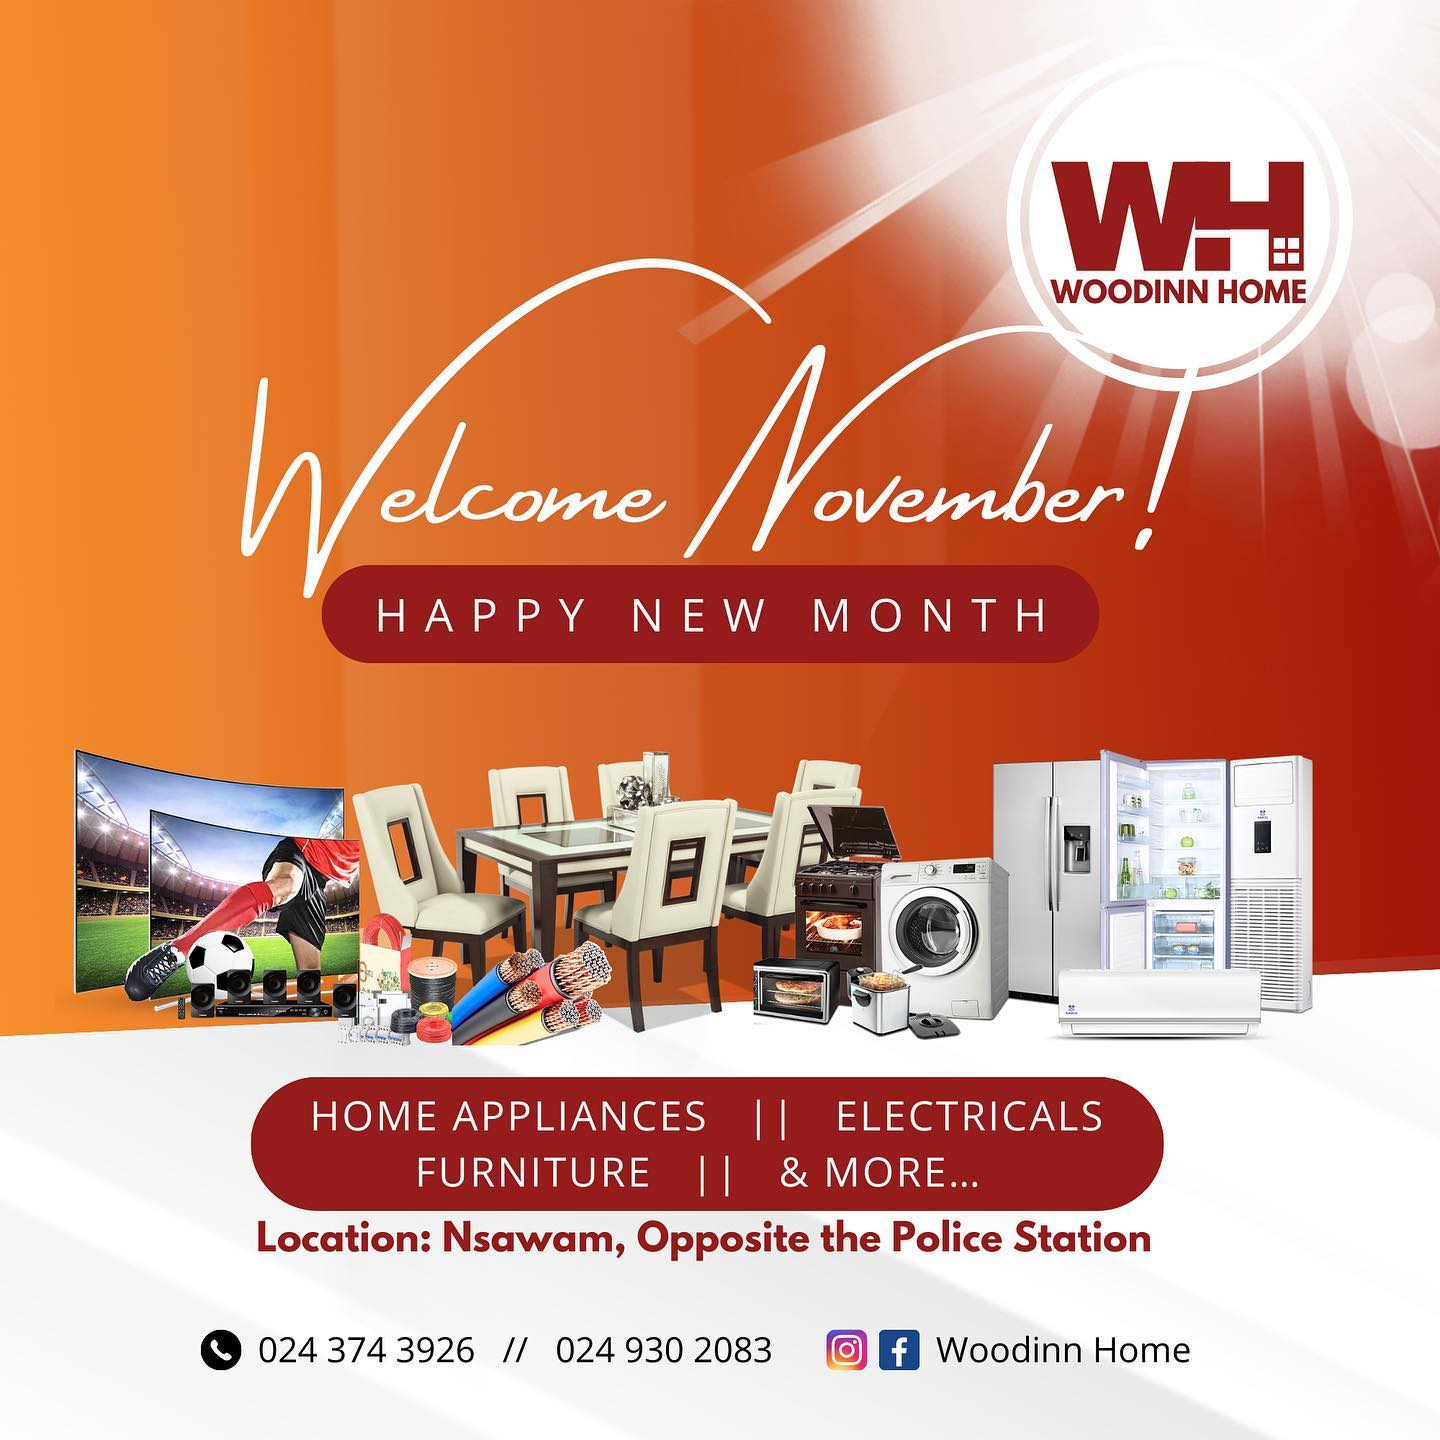 WH
WOODINN HOME
Welcome November!
HAPPY NEW MONTH
HOME APPLIANCES || ELECTRICALS
FURNITURE || & MORE...
Location: Nsawam, Opposite the Police Station
024 374 3926 // 024 930 2083 Woodinn Home